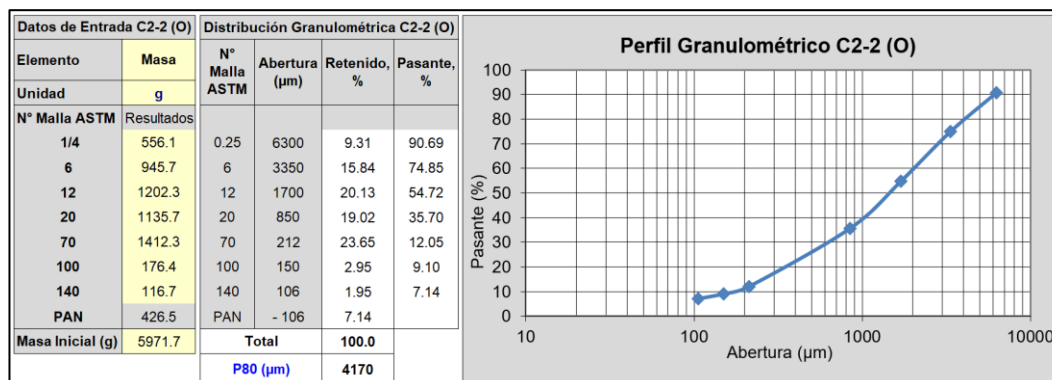 Datos de Entrada C2-2 (O) Distribución Granulométrica C2-2 (O)
Elemento Masa N° Malla ASTM Abertura (µm) Retenido, % Pasante, %
Unidad g
N° Malla ASTM Resultados
1/4 556.1 0.25 6300 9.31 90.69
6 945.7 6 3350 15.84 74.85
12 1202.3 12 1700 20.13 54.72
20 1135.7 20 850 19.02 35.70
70 1412.3 70 212 23.65 12.05
100 176.4 100 150 2.95 9.10
140 116.7 140 106 1.95 7.14
PAN 426.5 PAN - 106 7.14
Masa Inicial (g) 5971.7 Total 100.0
P80 (µm) 4170
Perfil Granulométrico C2-2 (O)
Pasante (%)
100
90
80
70
60
50
40
30
20
10
0
10 100 1000 10000
Abertura (µm)